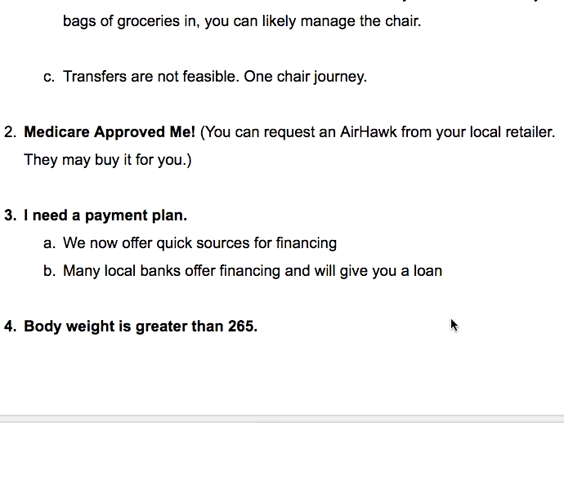 bags of groceries in, you can likely manage the chair.
c. Transfers are not feasible. One chair journey.
2. Medicare Approved Me! (You can request an AirHawk from your local retailer.
They may buy it for you.)
3. I need a payment plan.
a. We now offer quick sources for financing
b. Many local banks offer financing and will give you a loan
4. Body weight is greater than 265.